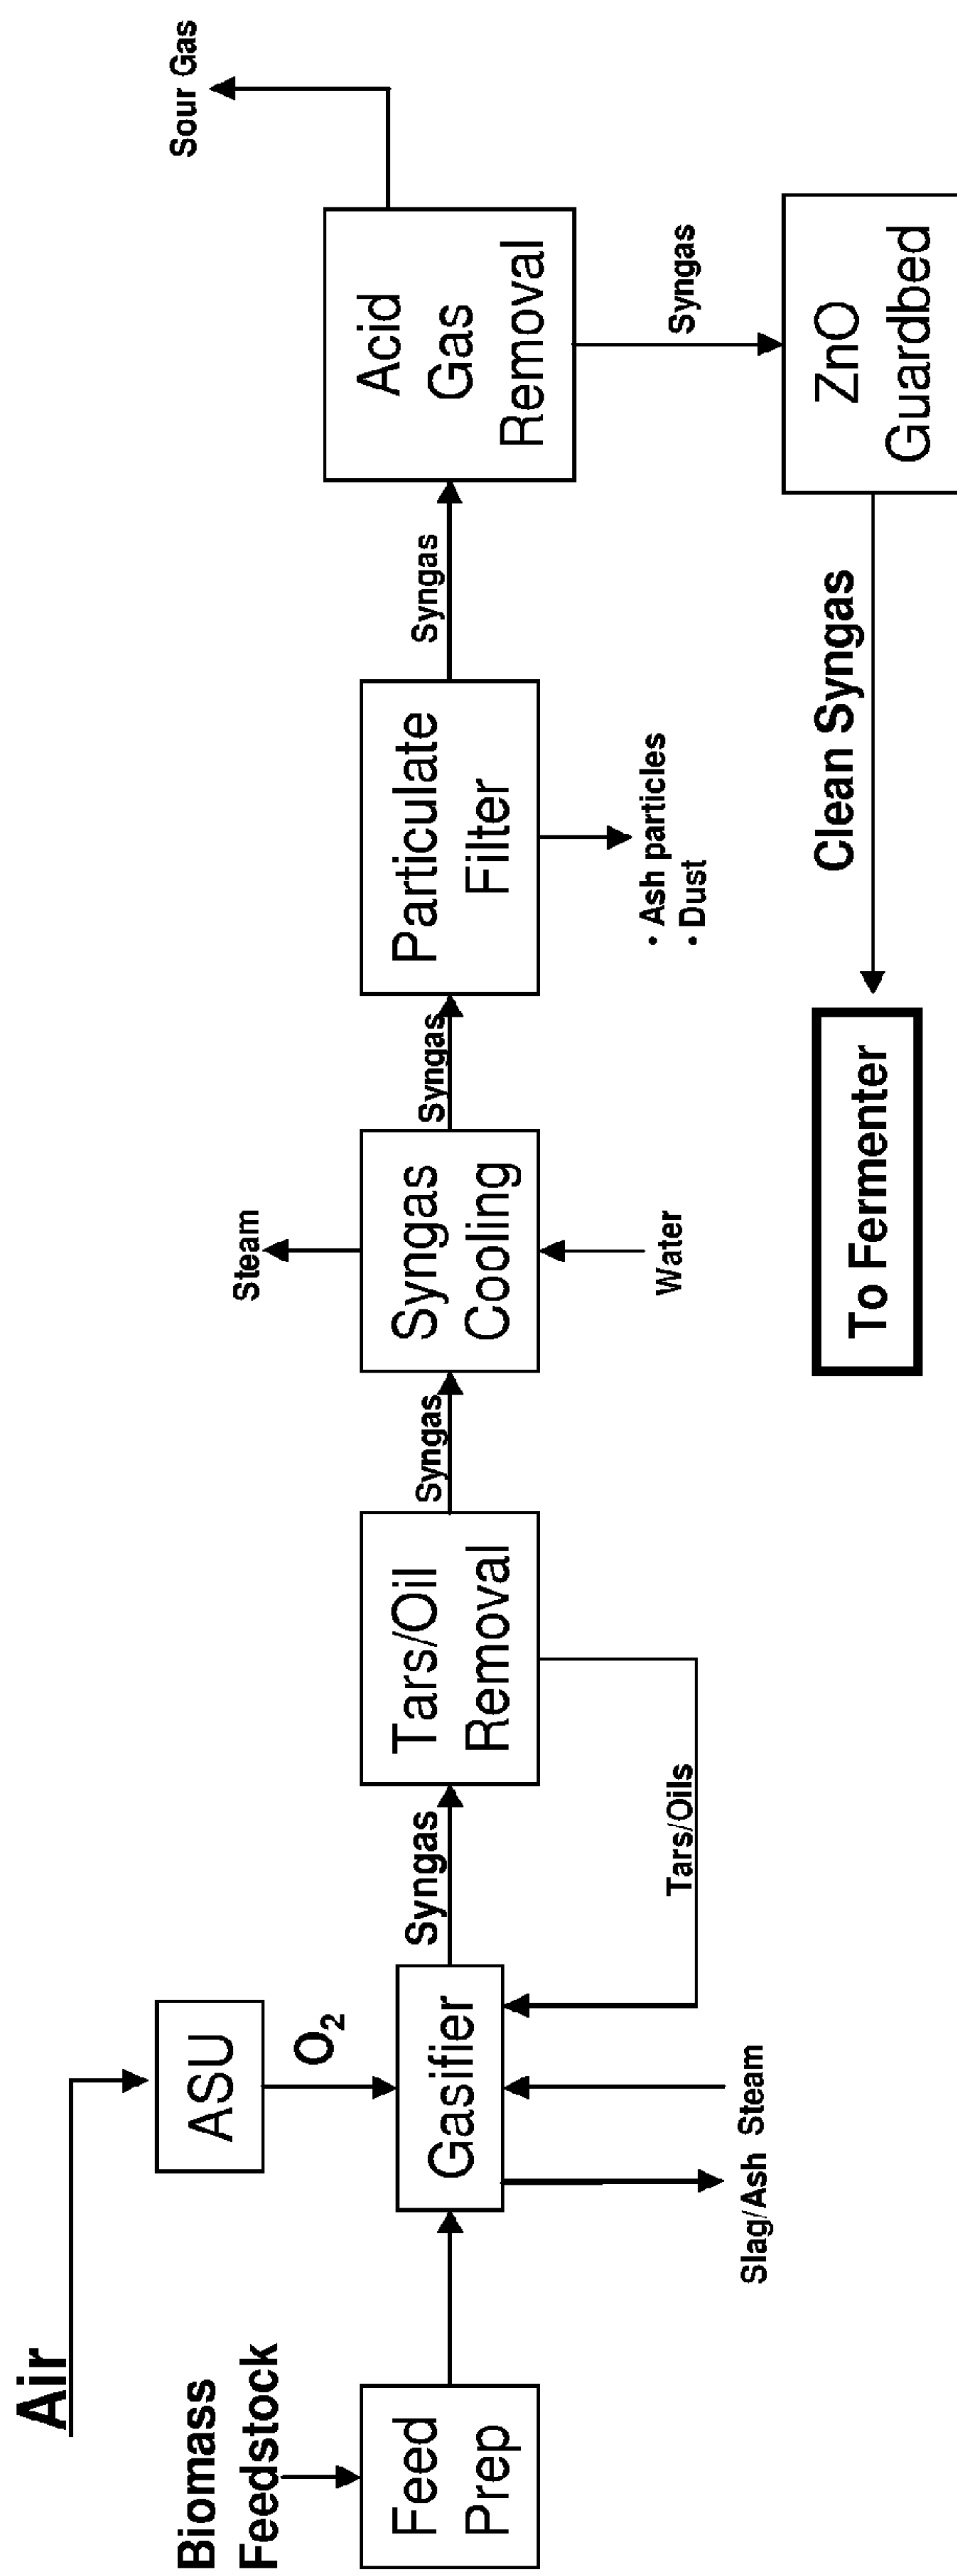 Air
Biomass
Feedstock
Feed
Prep
ASU
O₂
Gasifier
Slag/Ash
Steam
Syngas
Tars/Oils
Tars/Oil
Removal
Syngas
Steam
Syngas
Cooling
Water
Syngas
Particulate
Filter
• Ash particles
• Dust
Syngas
Acid
Gas
Removal
Sour Gas
Syngas
ZnO
Guardbed
Clean Syngas
To Fermenter